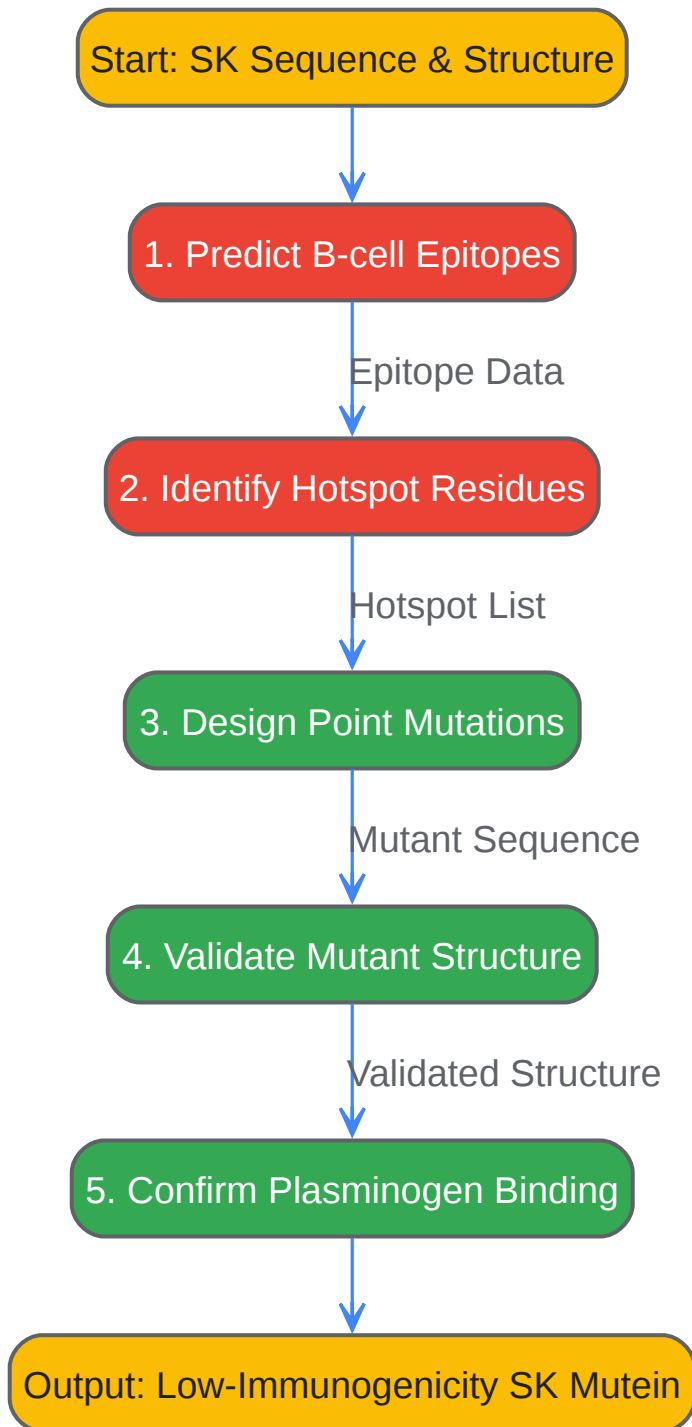 Start: SK Sequence & Structure
1. Predict B-cell Epitopes
Epitope Data
2. Identify Hotspot Residues
Hotspot List
3. Design Point Mutations
Mutant Sequence
4. Validate Mutant Structure
Validated Structure
5. Confirm Plasminogen Binding
Output: Low-Immunogenicity SK Mutein